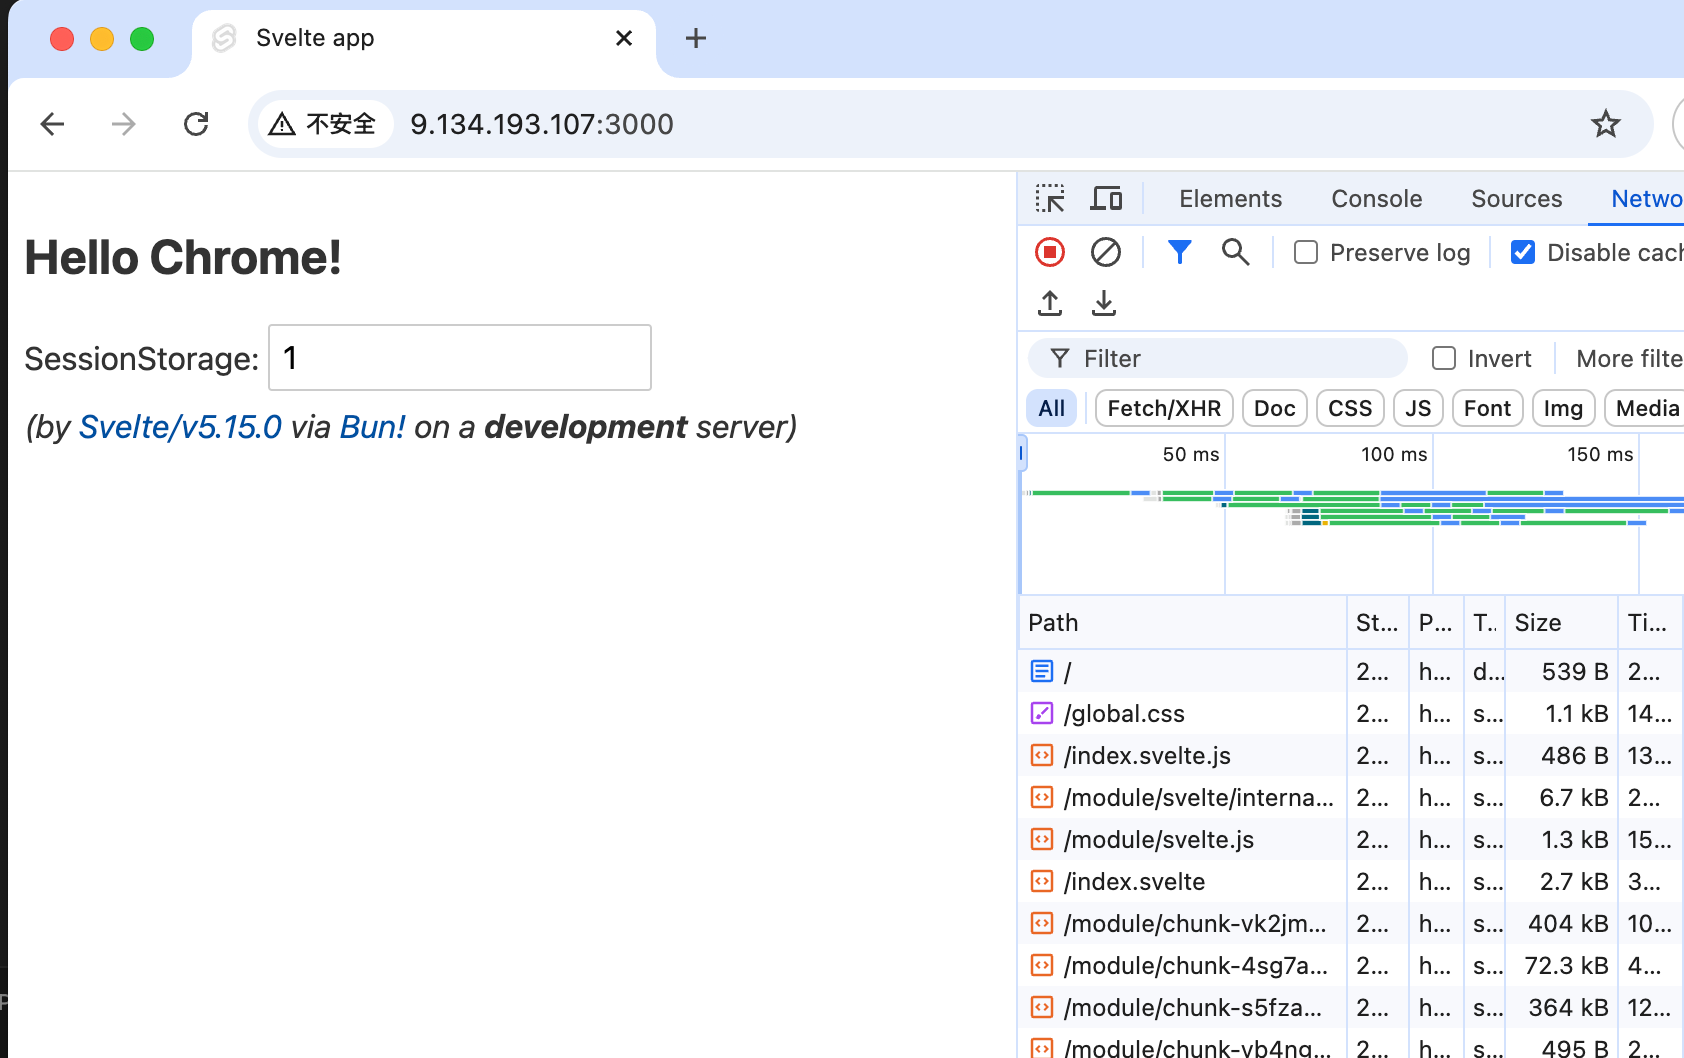 Svelte app
不安全 9.134.193.107:3000
Hello Chrome!
SessionStorage: 1
(by Svelte/v5.15.0 via Bun! on a development server)
Elements Console Sources Netwo
Preserve log Disable cach
Filter Invert More filte
All Fetch/XHR Doc CSS JS Font Img Media
50 ms 100 ms 150 ms
Path St... P... T.. Size Ti...
/ 2... h... d... 539 B 2...
/global.css 2... h... s... 1.1 kB 14...
/index.svelte.js 2... h... s... 486 B 13...
/module/svelte/interna... 2... h... s... 6.7 kB 2...
/module/svelte.js 2... h... s... 1.3 kB 15...
/index.svelte 2... h... s... 2.7 kB 3...
/module/chunk-vk2jm... 2... h... s... 404 kB 10...
/module/chunk-4sg7a... 2... h... s... 72.3 kB 4...
/module/chunk-s5fza... 2... h... s... 364 kB 12...
/module/chunk-vb4ng... 2... h... s... 495 B 2...